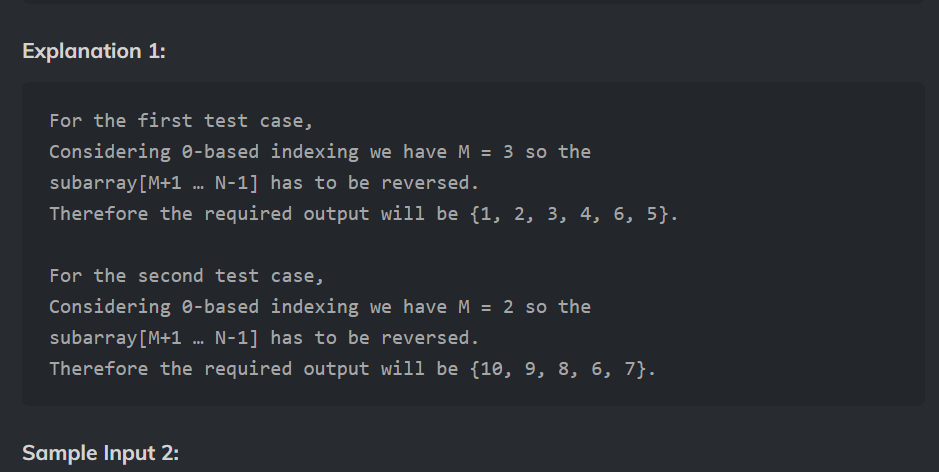 Explanation 1:
For the first test case,
Considering 0-based indexing we have M = 3 so the
subarray[M+1 … N-1] has to be reversed.
Therefore the required output will be {1, 2, 3, 4, 6, 5}.
For the second test case,
Considering 0-based indexing we have M = 2 so the
subarray[M+1 … N-1] has to be reversed.
Therefore the required output will be {10, 9, 8, 6, 7}.
Sample Input 2: